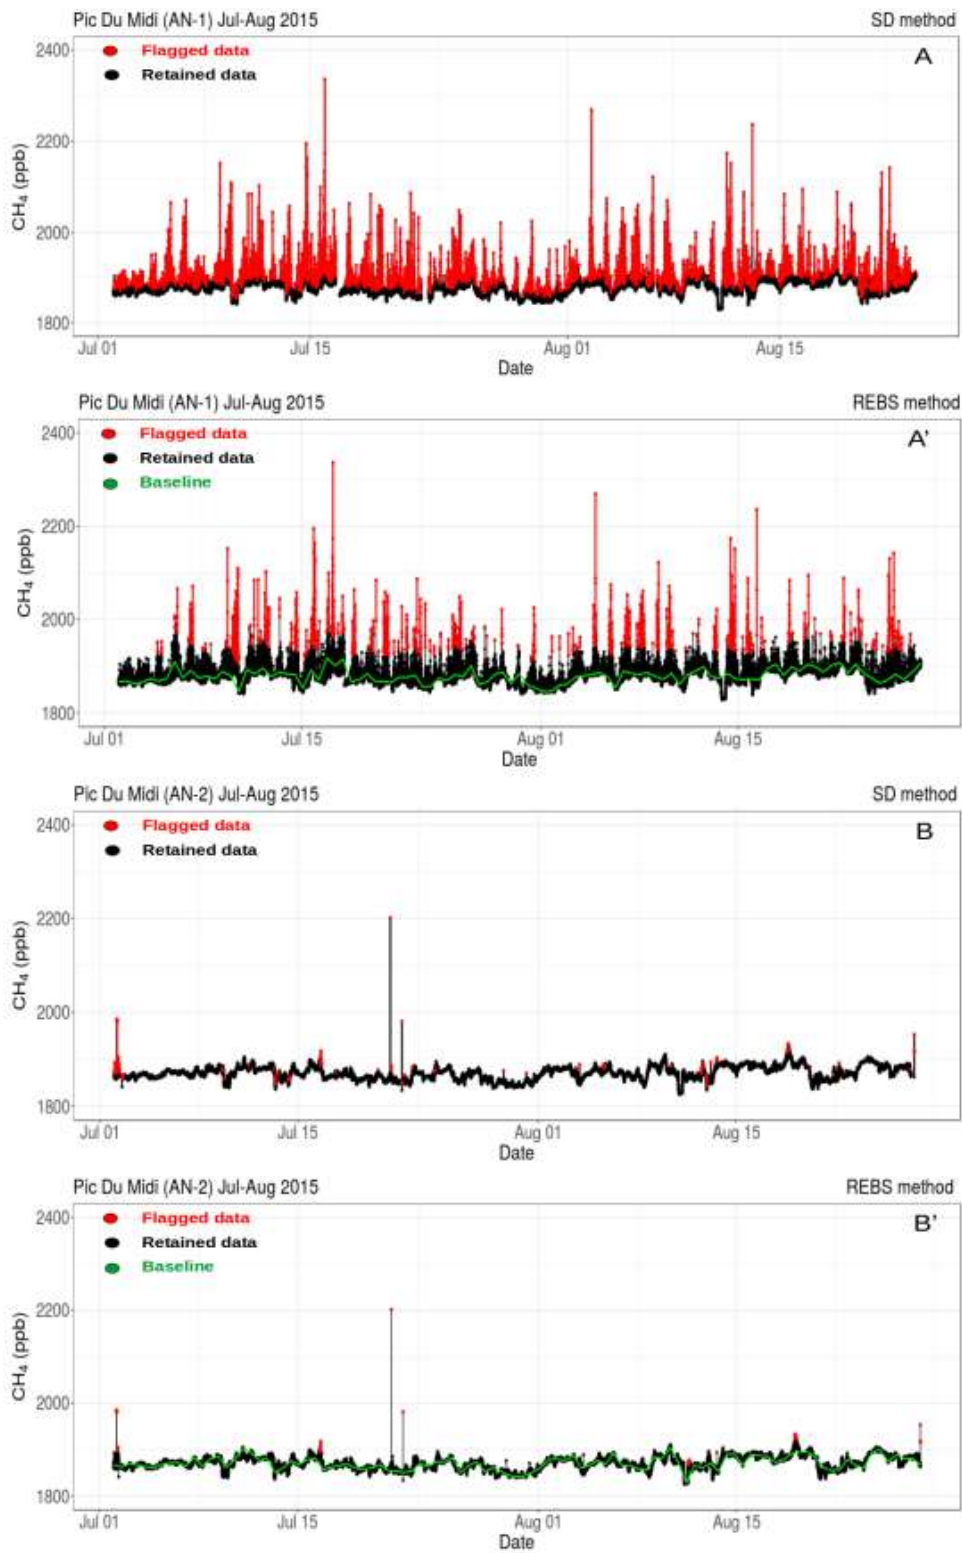 Pic Du Midi (AN-1) Jul-Aug 2015 SD method
2400 Flagged data A
Retained data
2200
CH4 (ppb)
2000
1800
Jul 01 Jul 15 Aug 01 Aug 15
Date
Pic Du Midi (AN-1) Jul-Aug 2015 REBS method
2400 Flagged data A'
Retained data
Baseline
2200
CH4 (ppb)
2000
1800
Jul 01 Jul 15 Aug 01 Aug 15
Date
Pic Du Midi (AN-2) Jul-Aug 2015 SD method
2400 Flagged data B
Retained data
2200
CH4 (ppb)
2000
1800
Jul 01 Jul 15 Aug 01 Aug 15
Date
Pic Du Midi (AN-2) Jul-Aug 2015 REBS method
2400 Flagged data B'
Retained data
Baseline
2200
CH4 (ppb)
2000
1800
Jul 01 Jul 15 Aug 01 Aug 15
Date